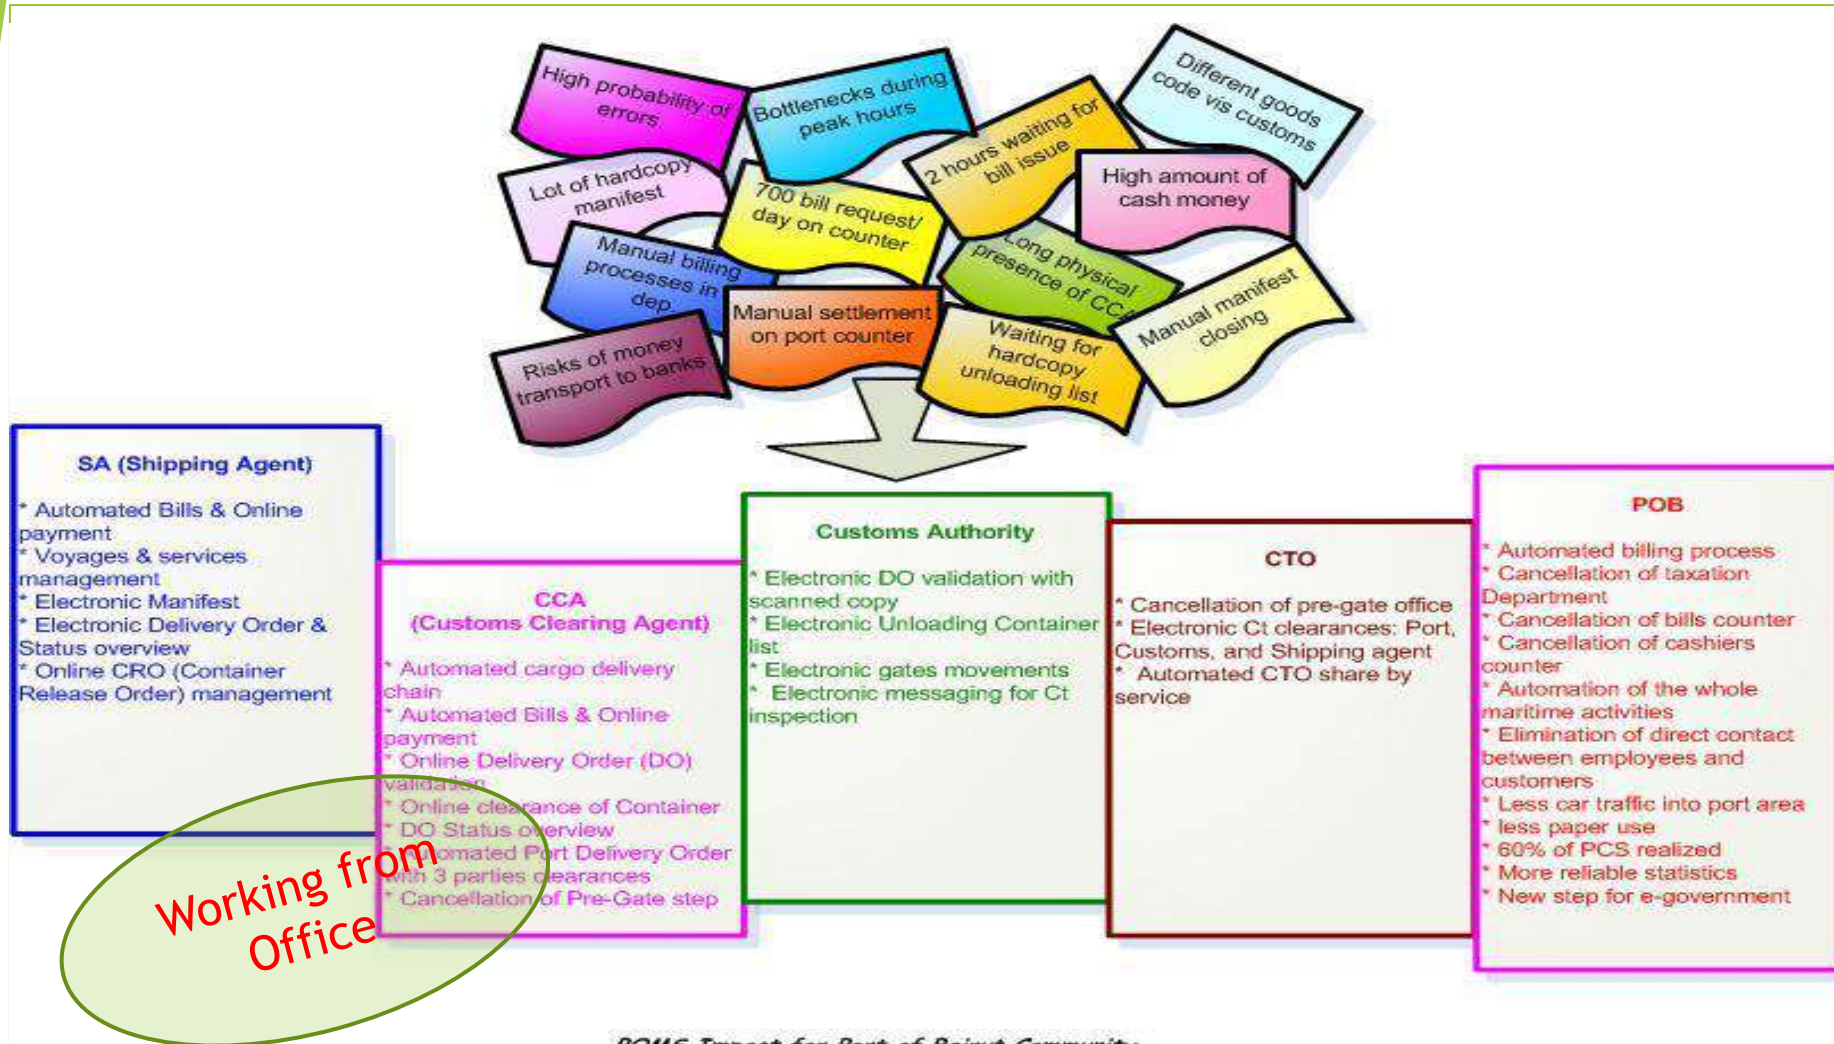 High probability of
errors
Bottlenecks during
peak hours
Different goods
code vis customs
2 hours waiting for
bill issue
Lot of hardcopy
manifest
700 bill request/
day on counter
High amount of
cash money
Manual billing
processes in
dep.
Long physical
presence of CCA
Manual manifest
closing
Risks of money
transport to banks
Manual settlement
on port counter
Waiting for
hardcopy
unloading list
SA (Shipping Agent)
* Automated Bills & Online
payment
* Voyages & services
management
* Electronic Manifest
* Electronic Delivery Order &
Status overview
* Online CRO (Container
Release Order) management
CCA
(Customs Clearing Agent)
* Automated cargo delivery
chain
* Automated Bills & Online
payment
* Online Delivery Order (DO)
validation
* Online clearance of Container
* DO Status overview
* Automated Port Delivery Order
with 3 parties clearances
* Cancellation of Pre-Gate step
Working from
Office
Customs Authority
* Electronic DO validation with
scanned copy
* Electronic Unloading Container
list
* Electronic gates movements
* Electronic messaging for Ct
inspection
CTO
* Cancellation of pre-gate office
* Electronic Ct clearances: Port,
Customs, and Shipping agent
* Automated CTO share by
service
POB
* Automated billing process
* Cancellation of taxation
Department
* Cancellation of bills counter
* Cancellation of cashiers
counter
* Automation of the whole
maritime activities
* Elimination of direct contact
between employees and
customers
* Less car traffic into port area
* less paper use
* 60% of PCS realized
* More reliable statistics
* New step for e-government
Impact for Port of Beirut Community